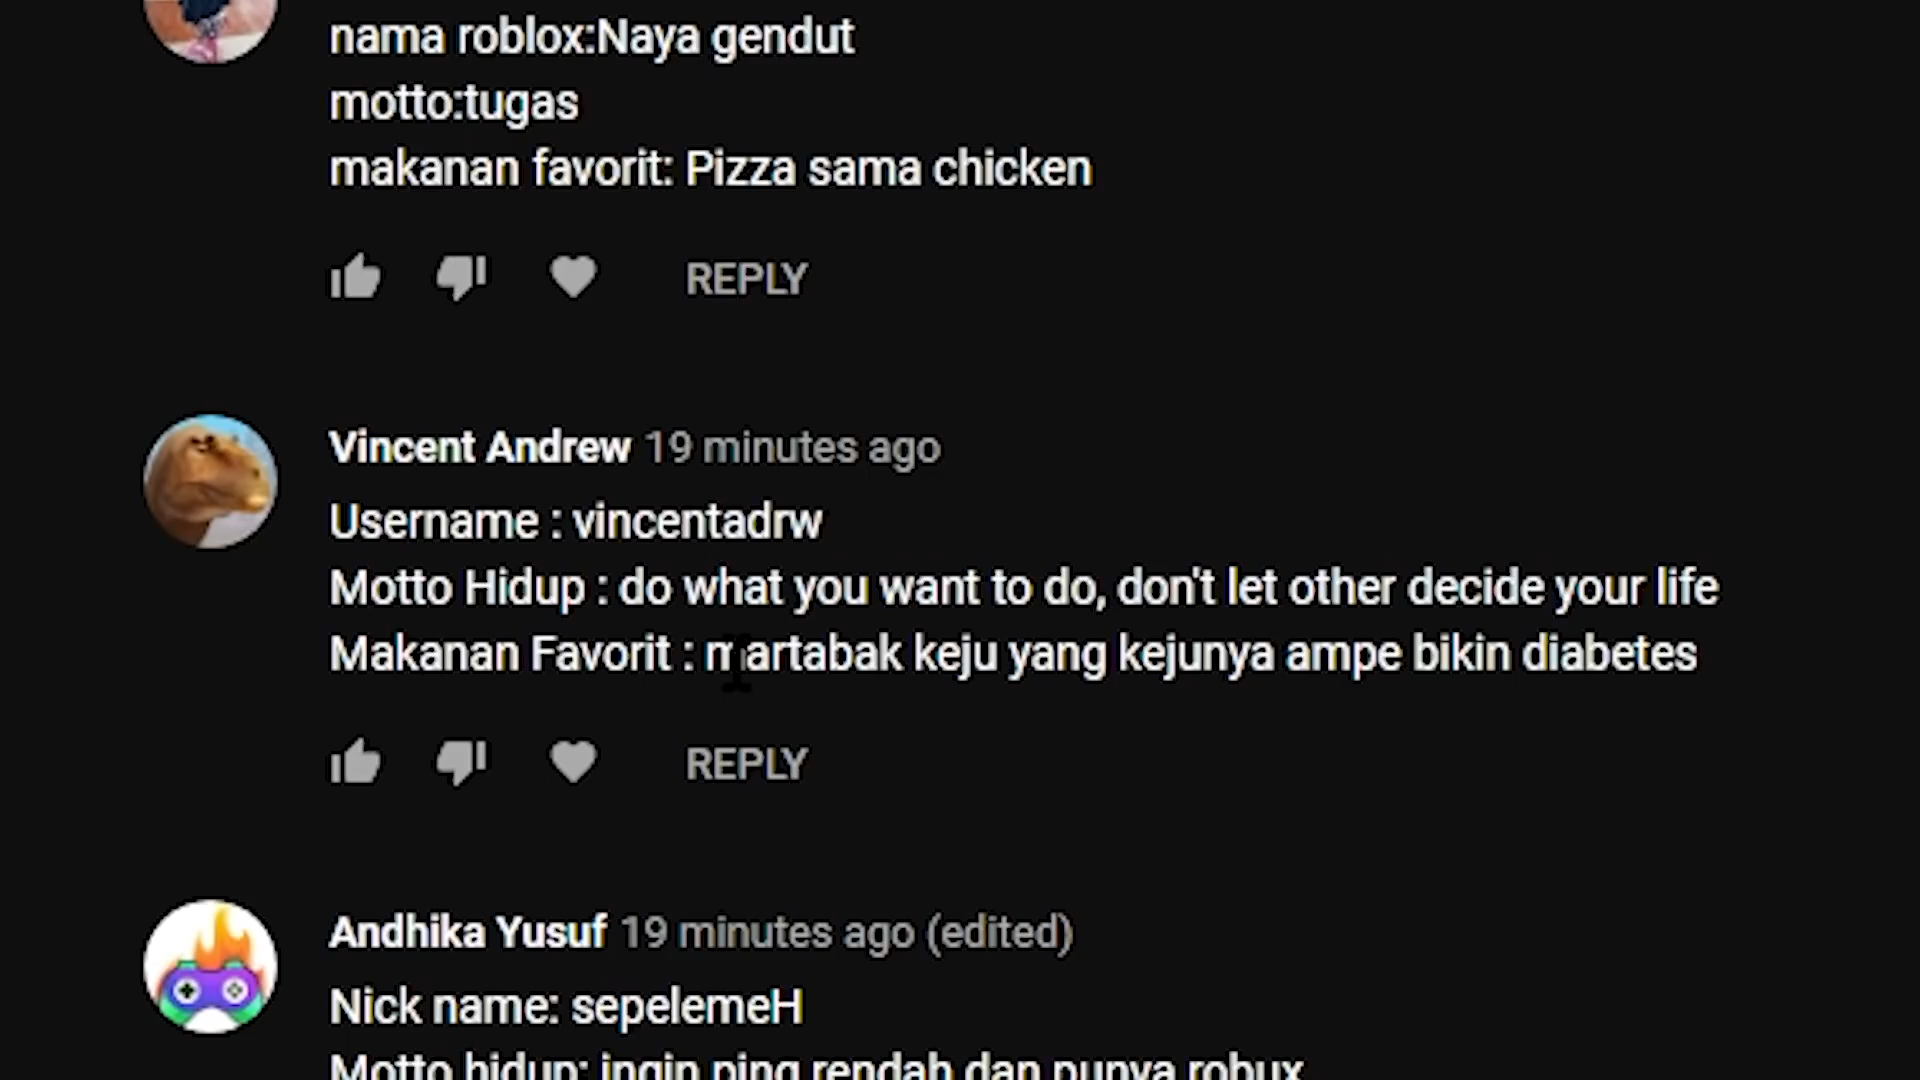 nama roblox:Naya gendut
motto:tugas
makanan favorit: Pizza sama chicken
REPLY
Vincent Andrew 19 minutes ago
Username : vincentadrw
Motto Hidup : do what you want to do, don't let other decide your life
Makanan Favorit : martabak keju yang kejunya ampe bikin diabetes
REPLY
Andhika Yusuf 19 minutes ago (edited)
Nick name: sepelemeH
Motto hidup: ingin ping rendah dan punya robux